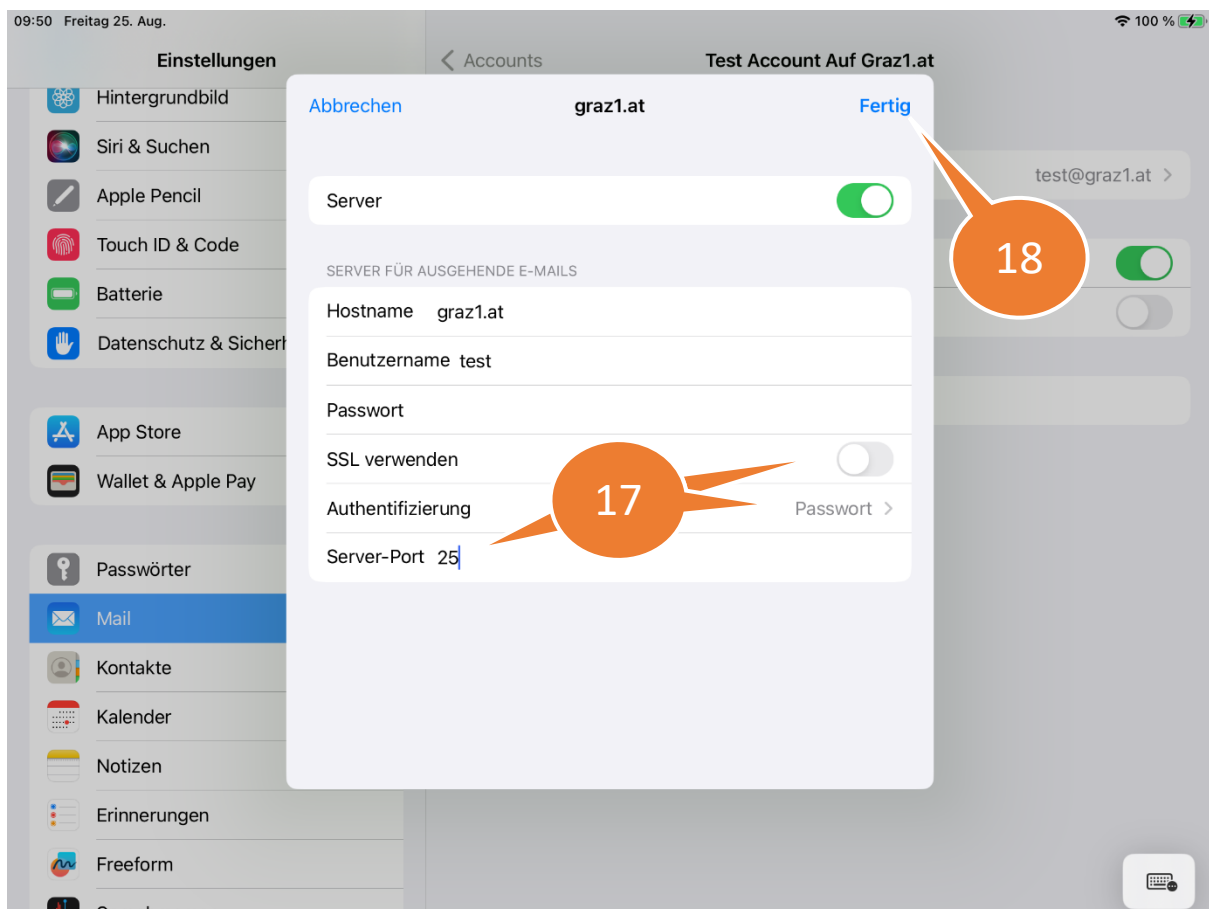 09:50 Freitag 25. Aug.
100 %
Einstellungen
Accounts
Test Account Auf Graz1.at
Hintergrundbild
Siri & Suchen
Apple Pencil
Touch ID & Code
Batterie
Datenschutz & Sicherh
App Store
Wallet & Apple Pay
Passwörter
Mail
Kontakte
Kalender
Notizen
Erinnerungen
Freeform
Abbrechen
graz1.at
Fertig
Server
SERVER FÜR AUSGEHENDE E-MAILS
Hostname graz1.at
Benutzername test
Passwort
SSL verwenden
Authentifizierung Passwort
Server-Port 25
17
18
test@graz1.at